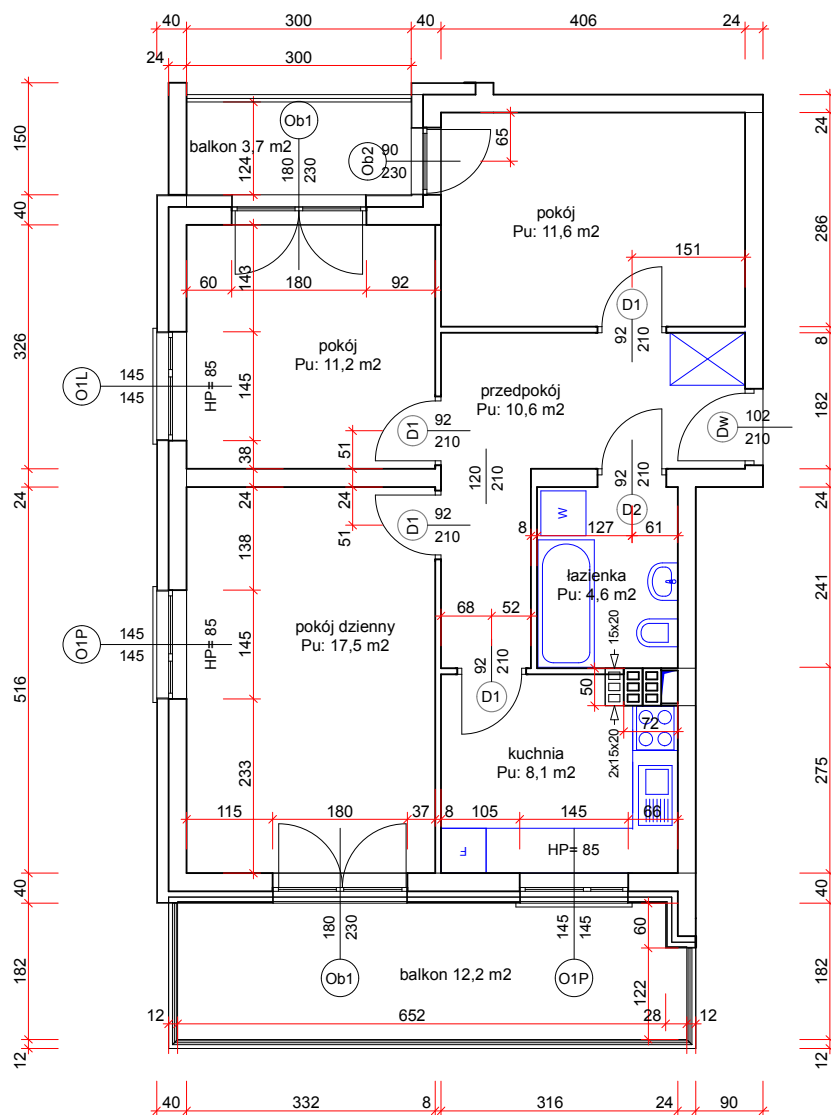 40
300
40
406
24
24
300
150
40
326
24
516
40
182
12
balkon 3,7 m2
124
Ob1
180
230
Ob2
90
230
65
pokój
Pu: 11,6 m2
151
D1
92
210
24
286
8
182
24
241
275
40
182
12
60
180
92
143
145
38
pokój
Pu: 11,2 m2
O1L
145
145
HP= 85
51
D1
92
210
przedpokój
Pu: 10,6 m2
120
210
Dw
102
210
92
210
D2
24
24
51
D1
92
210
138
145
233
O1P
145
145
HP= 85
pokój dzienny
Pu: 17,5 m2
8
127
61
W
łazienka
Pu: 4,6 m2
68
52
92
210
D1
15x20
50
2x15x20
72
kuchnia
Pu: 8,1 m2
115
180
37
8
105
145
66
F
HP= 85
180
230
Ob1
145
145
O1P
balkon 12,2 m2
60
122
12
652
28
12
40
332
8
316
24
90